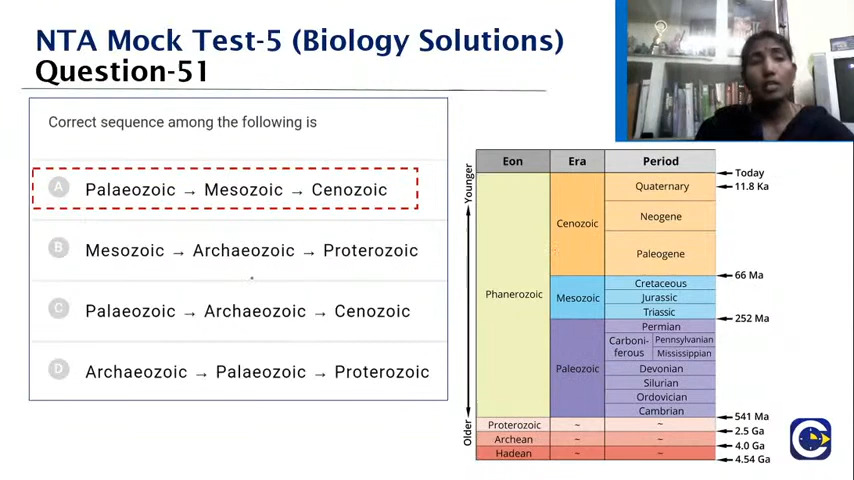 NTA Mock Test-5 (Biology Solutions)
Question-51
Correct sequence among the following is
A Palaeozoic → Mesozoic → Cenozoic
B Mesozoic → Archaeozoic → Proterozoic
C Palaeozoic → Archaeozoic → Cenozoic
D Archaeozoic → Palaeozoic → Proterozoic
Younger
Older
Eon Era Period
Today
Quaternary
11.8 Ka
Neogene
Cenozoic
Paleogene
66 Ma
Phanerozoic
Cretaceous
Mesozoic
Jurassic
Triassic
252 Ma
Permian
Carboni-
ferous
Pennsylvanian
Mississippian
Paleozoic
Devonian
Silurian
Ordovician
Cambrian
541 Ma
Proterozoic ~ ~
2.5 Ga
Archean ~ ~
4.0 Ga
Hadean ~ ~
4.54 Ga